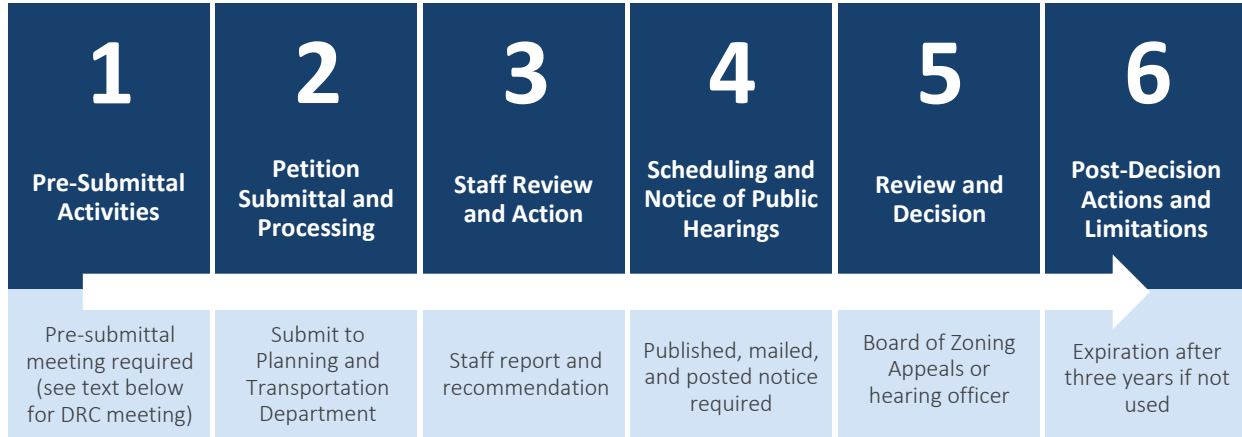 1
Pre-Submittal
Activities
Pre-submittal
meeting required
(see text below
for DRC meeting)
2
Petition
Submittal and
Processing
Submit to
Planning and
Transportation
Department
3
Staff Review
and Action
Staff report and
recommendation
4
Scheduling and
Notice of Public
Hearings
Published, mailed,
and posted notice
required
5
Review and
Decision
Board of Zoning
Appeals or
hearing officer
6
Post-Decision
Actions and
Limitations
Expiration after
three years if not
used